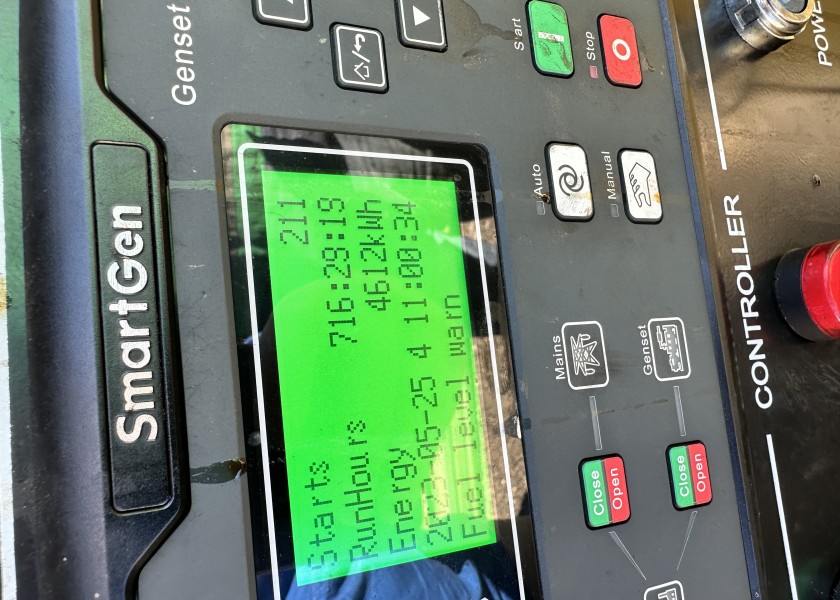 SmartGen
Genset
Starts 211
RunHours 716:29:19
Energy 4612kWh
2023-05-25 4 11:00:34
Fuel level warn
Start
Stop
Auto
Manual
Mains
Genset
Close
Open
Close
Open
CONTROLLER